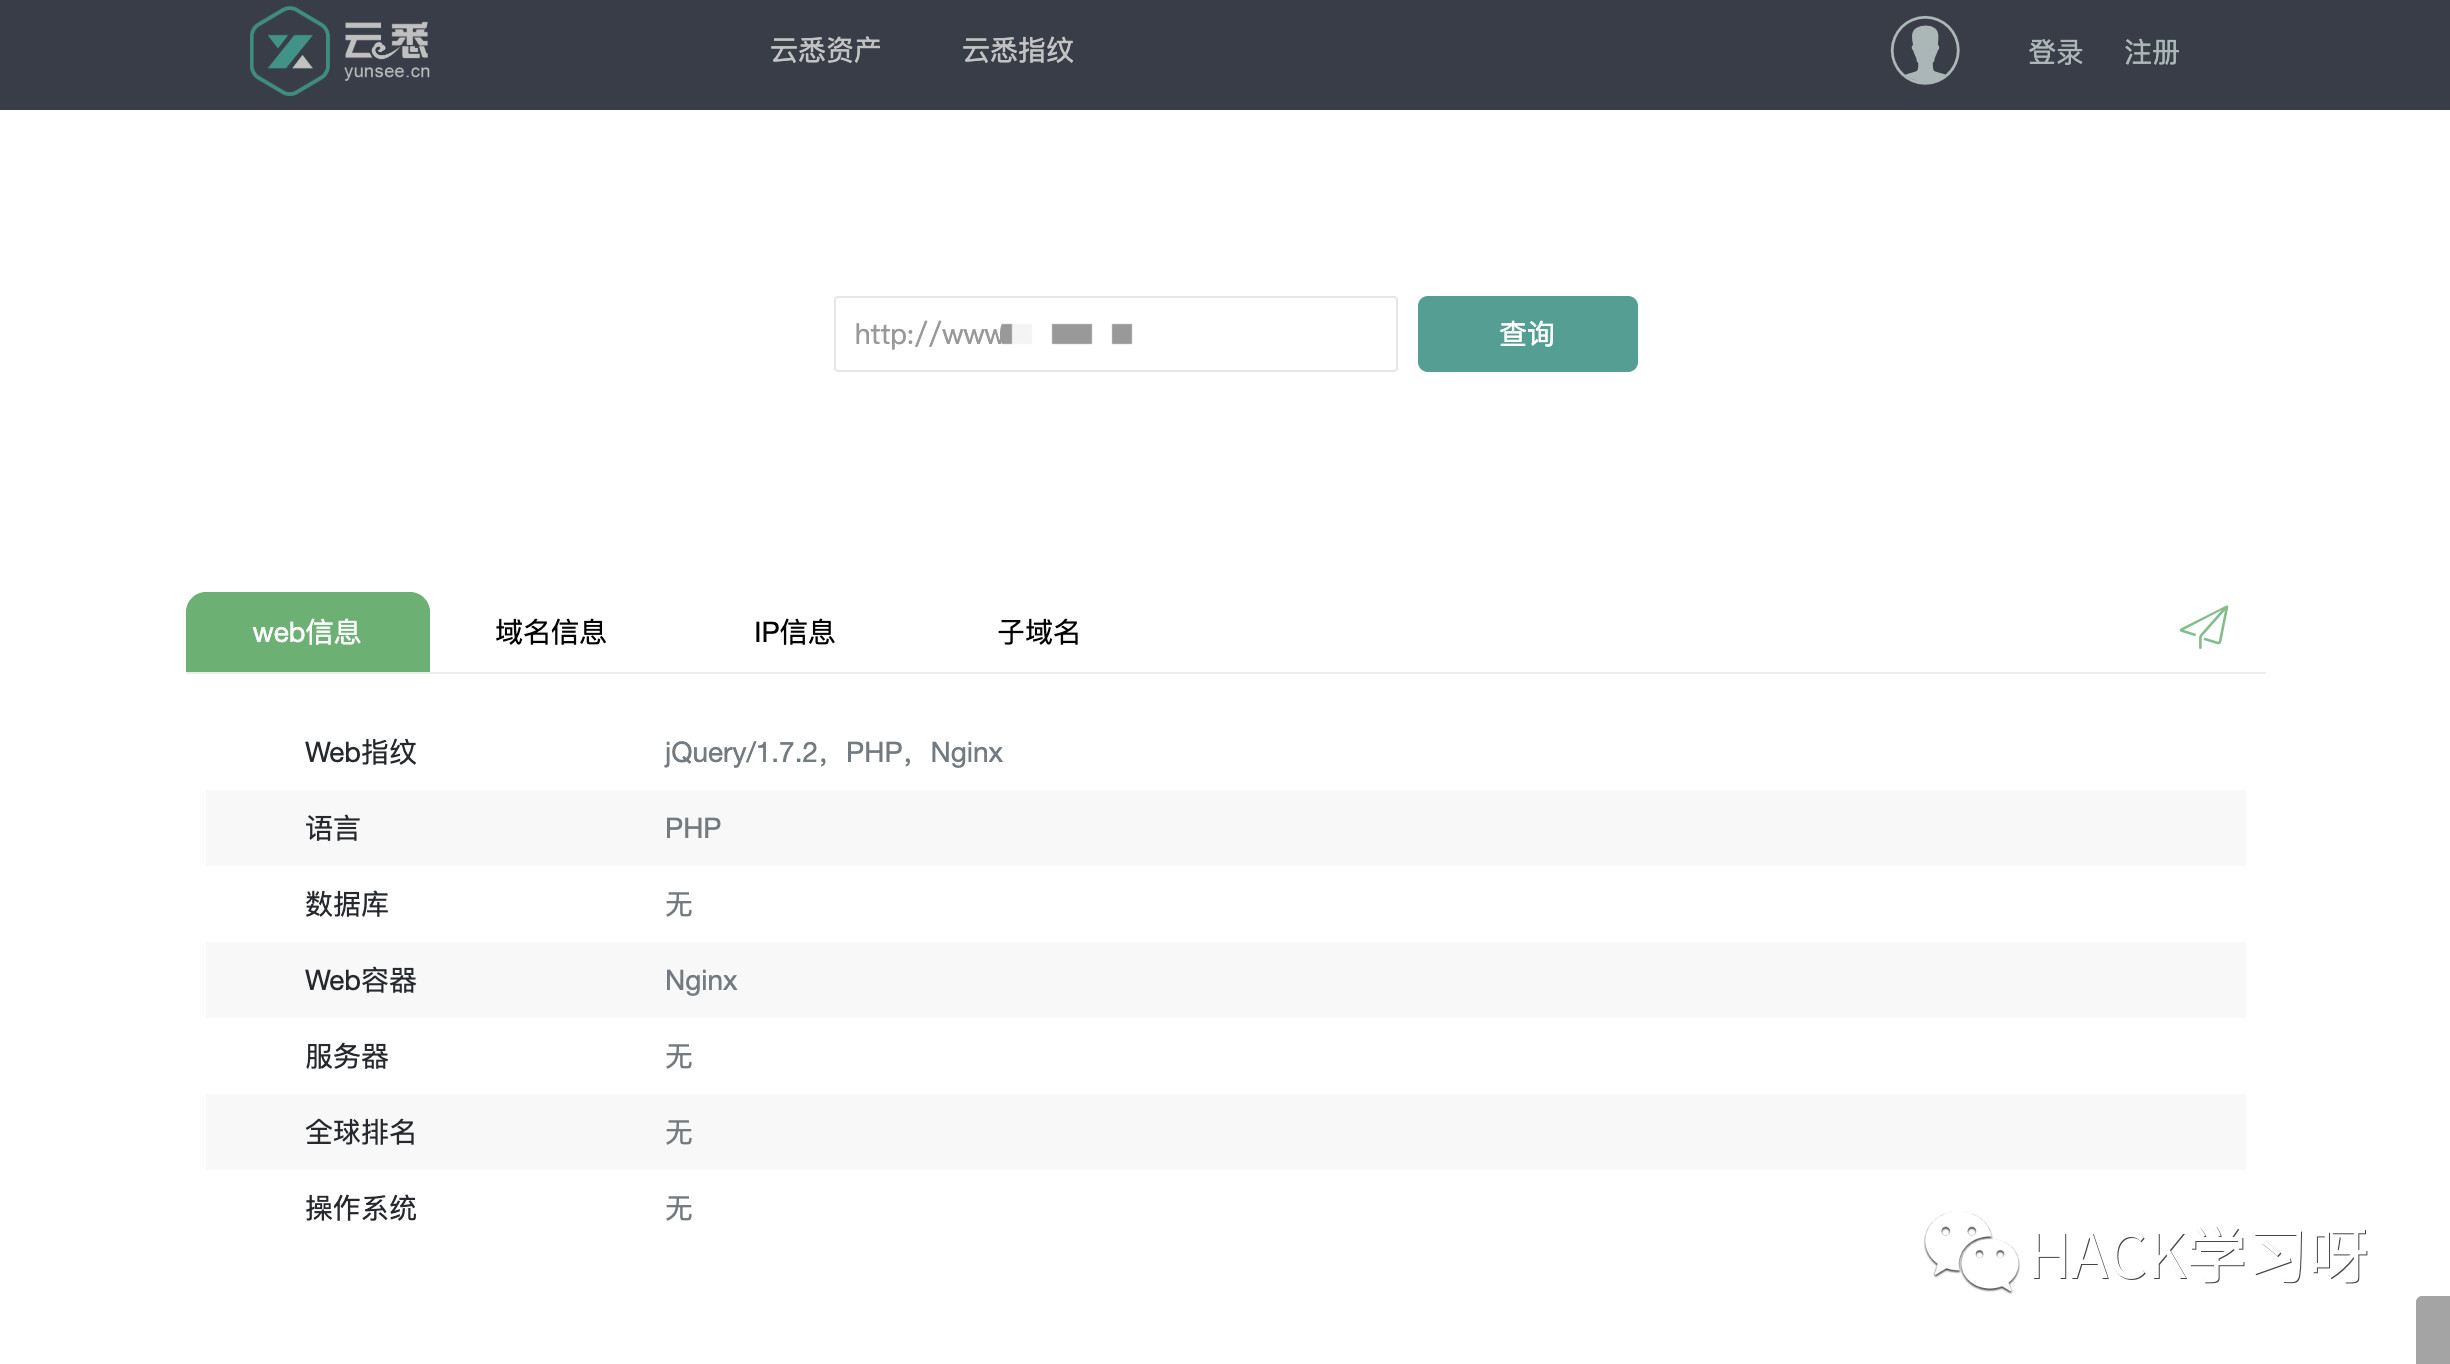 云悉
yunsee.cn
云悉资产 云悉指纹
登录 注册
http://www
查询
web信息 域名信息 IP信息 子域名
Web指纹 jQuery/1.7.2，PHP，Nginx
语言 PHP
数据库 无
Web容器 Nginx
服务器 无
全球排名 无
操作系统 无
HACK学习呀